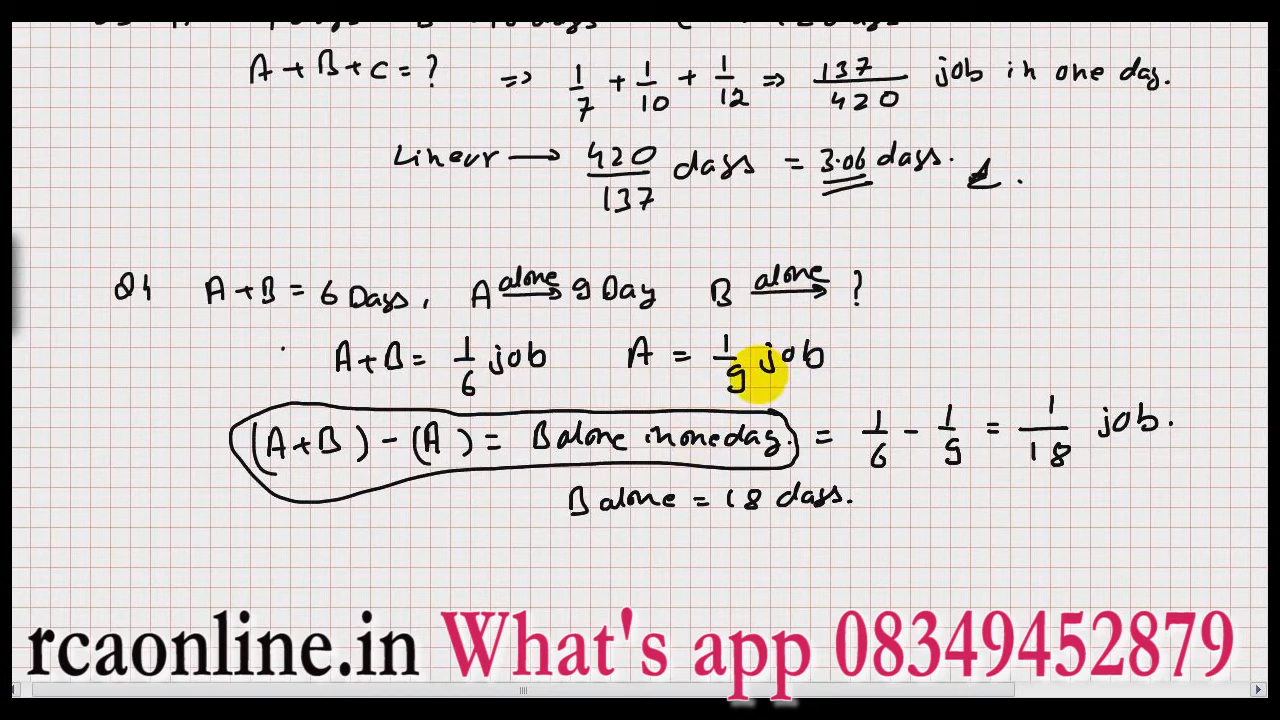 A + B + C = ? => 1/7 + 1/10 + 1/12 => 137/420 job in one day.
Linear → 420/137 days = 3.06 days.
Q4 A + B = 6 Days, A alone → 9 Day B alone → ?
A + B = 1/6 job A = 1/9 job
(A + B) - (A) = B alone in one day. = 1/6 - 1/9 = 1/18 job.
B alone = 18 days.
rcaonline.in What's app 08349452879